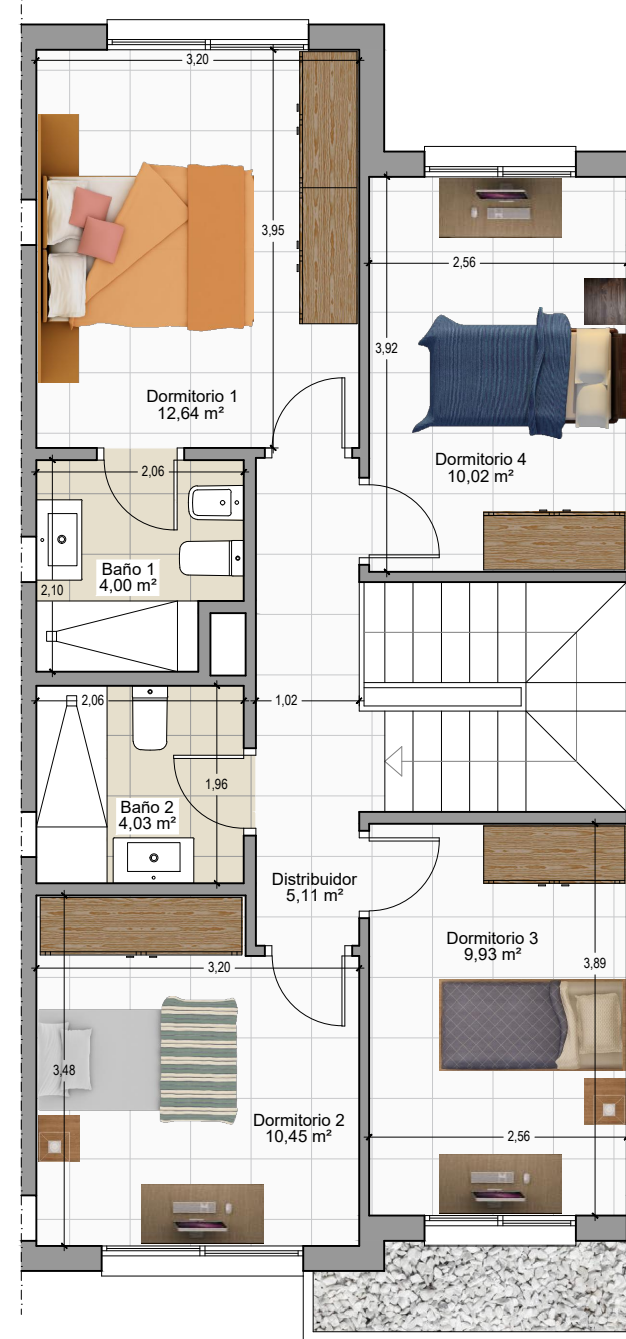 3,20
3,95
2,56
3,92
Dormitorio 1
12,64 m²
Dormitorio 4
10,02 m²
2,06
Baño 1
4,00 m²
2,10
2,06
1,02
1,96
Baño 2
4,03 m²
Distribuidor
5,11 m²
Dormitorio 3
9,93 m²
3,89
3,20
3,48
Dormitorio 2
10,45 m²
2,56